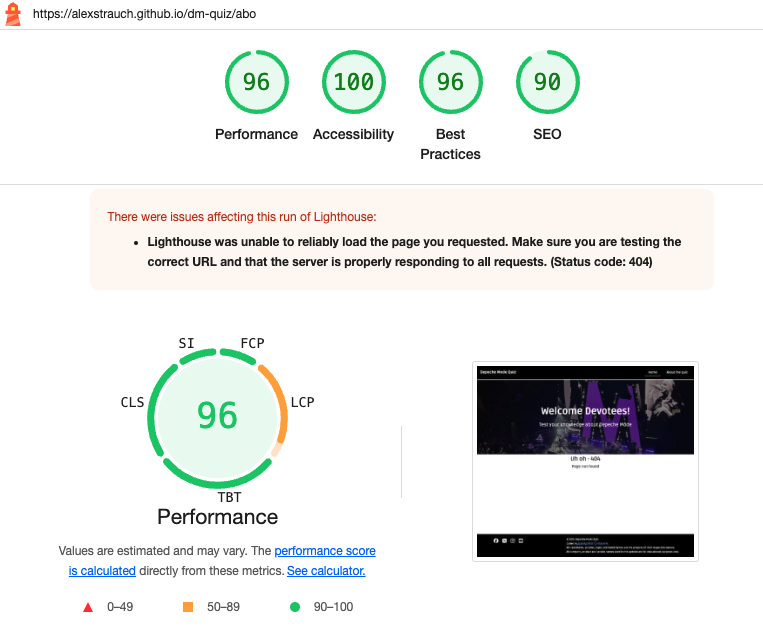 https://alexstrauch.github.io/dm-quiz/abo
96
100
96
90
Performance
Accessibility
Best
Practices
SEO
There were issues affecting this run of Lighthouse:
• Lighthouse was unable to reliably load the page you requested. Make sure you are testing the
correct URL and that the server is properly responding to all requests. (Status code: 404)
SI
FCP
CLS
LCP
96
TBT
Performance
Values are estimated and may vary. The performance score
is calculated directly from these metrics. See calculator.
0–49
50–89
90–100
Depeche Mode Quiz
Home
About the Quiz
Welcome Devotees!
Test your knowledge about Depeche Mode
Uh oh - 404
Page not found